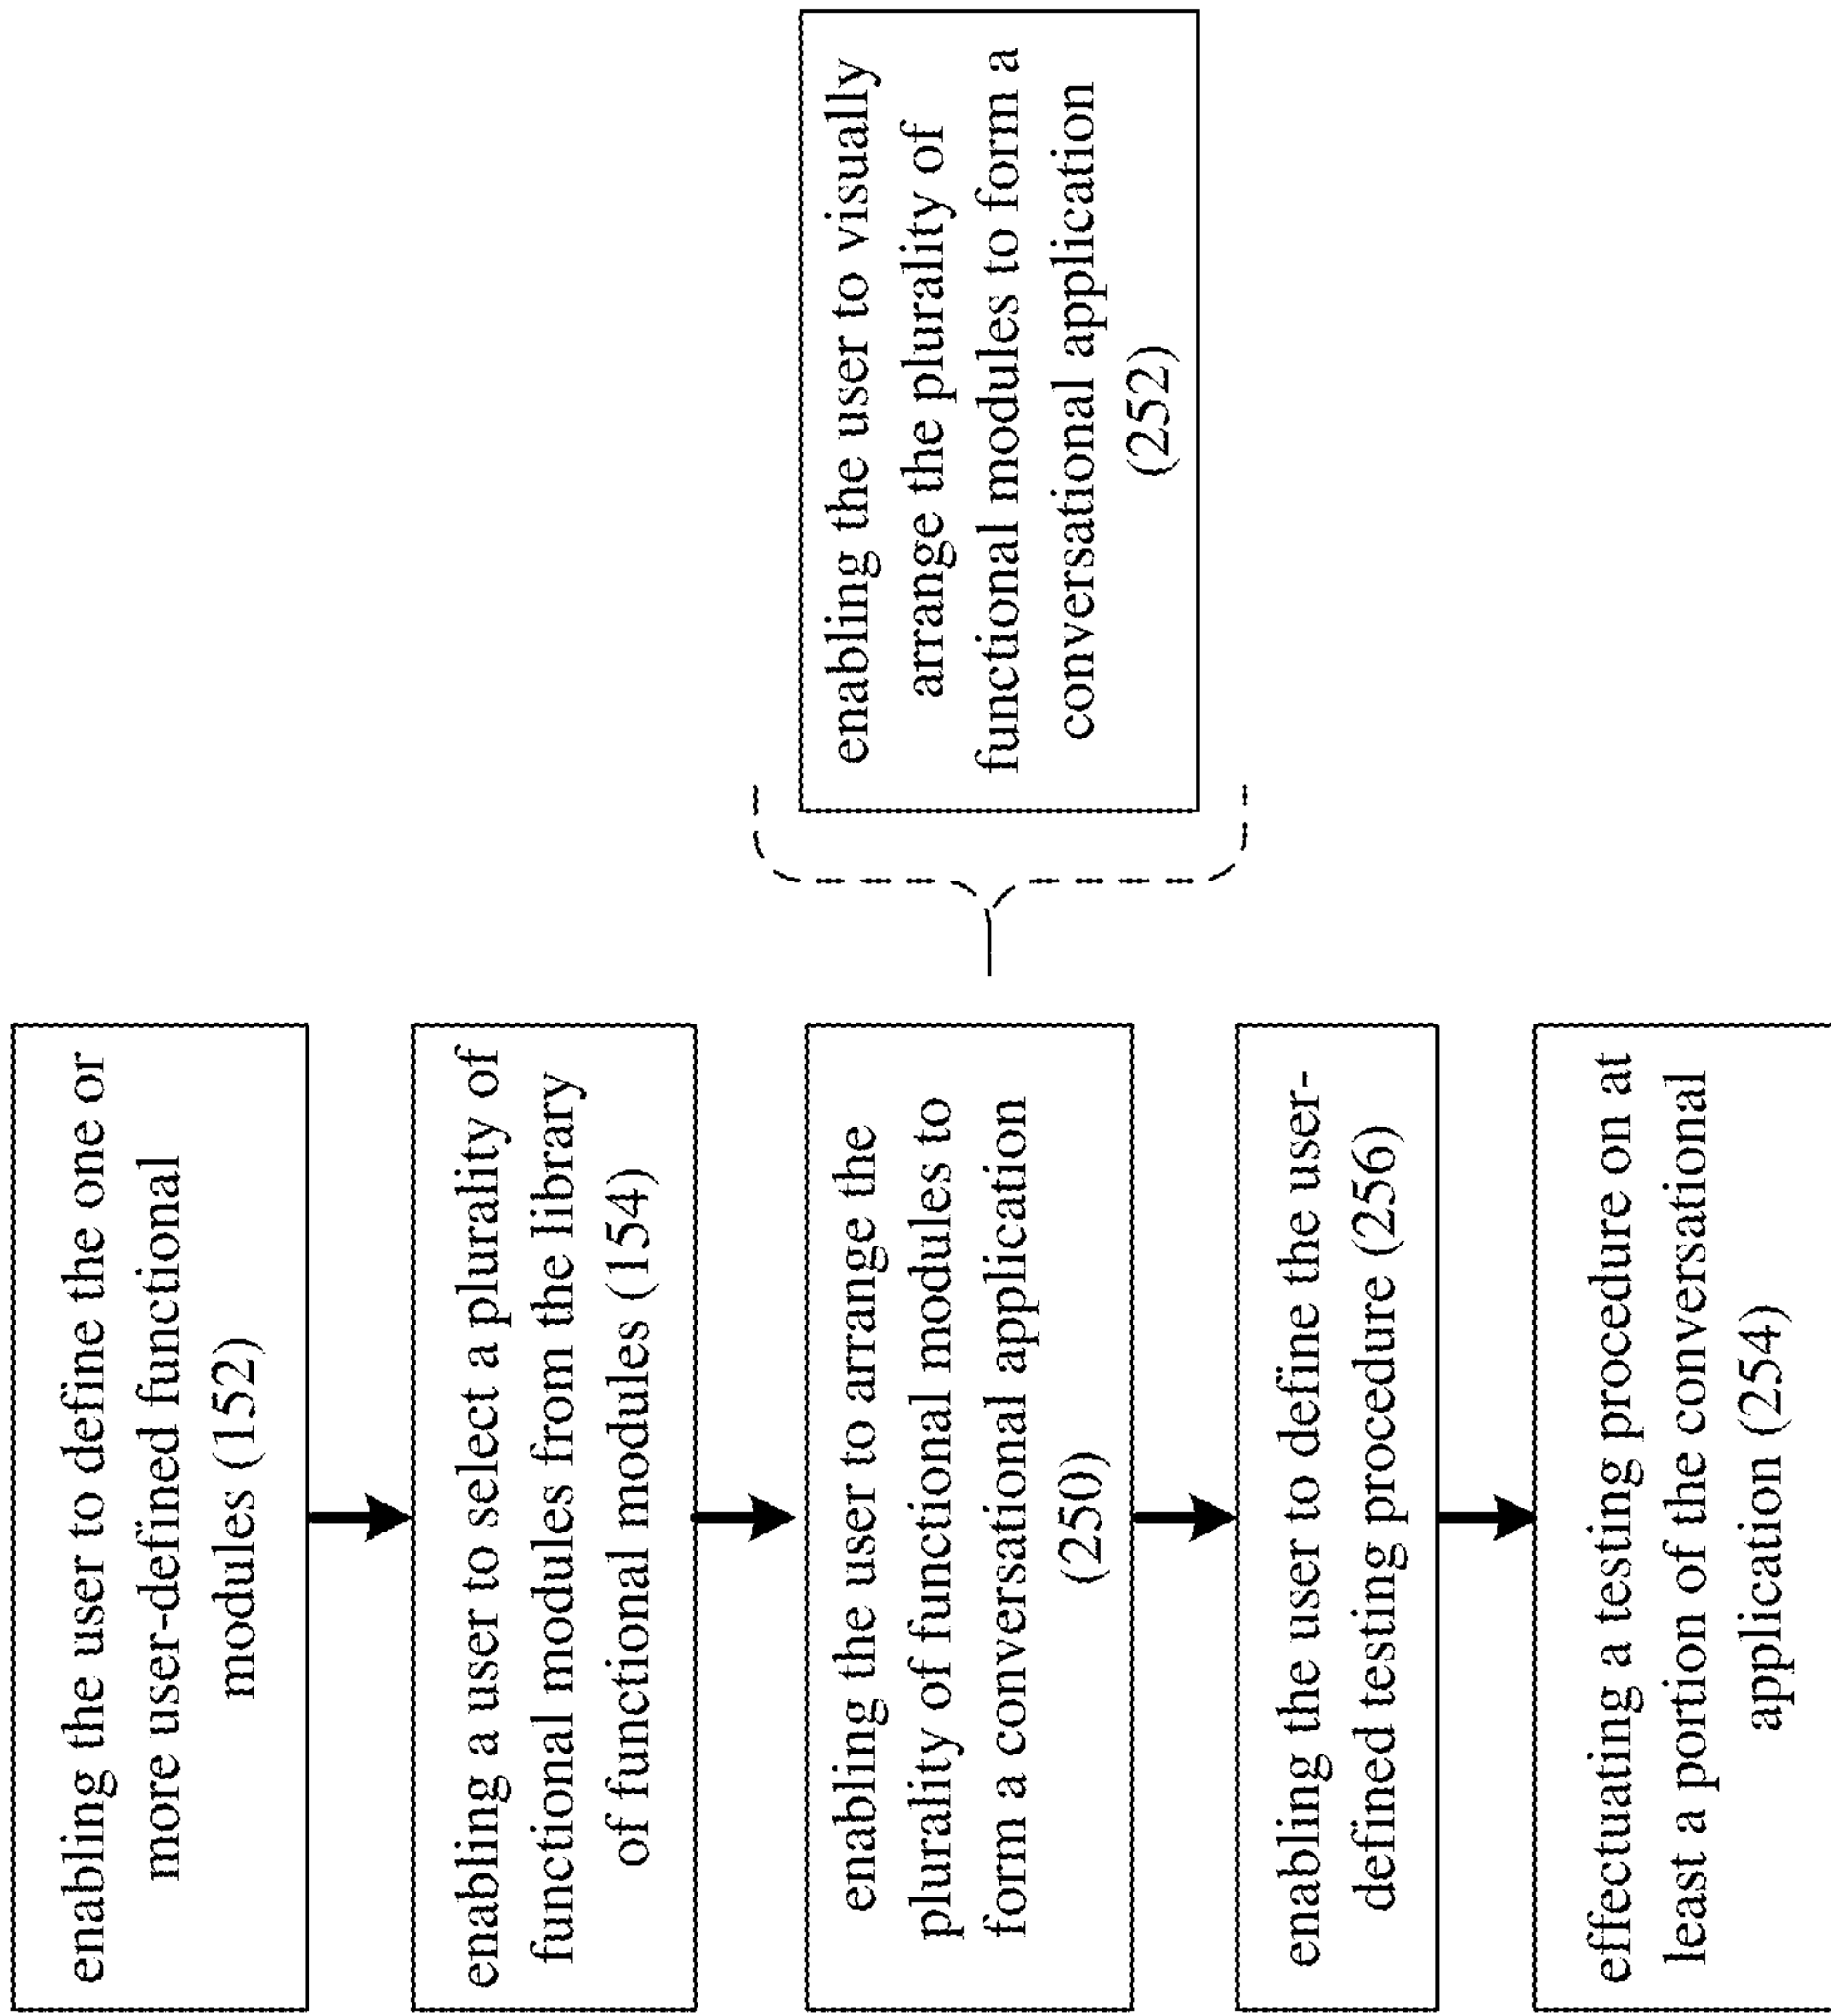 enabling the user to define the one or
more user-defined functional
modules (152)
enabling a user to select a plurality of
functional modules from the library
of functional modules (154)
enabling the user to arrange the
plurality of functional modules to
form a conversational application
(250)
enabling the user to visually
arrange the plurality of
functional modules to form a
conversational application
(252)
enabling the user to define the user-
defined testing procedure (256)
effectuating a testing procedure on at
least a portion of the conversational
application (254)